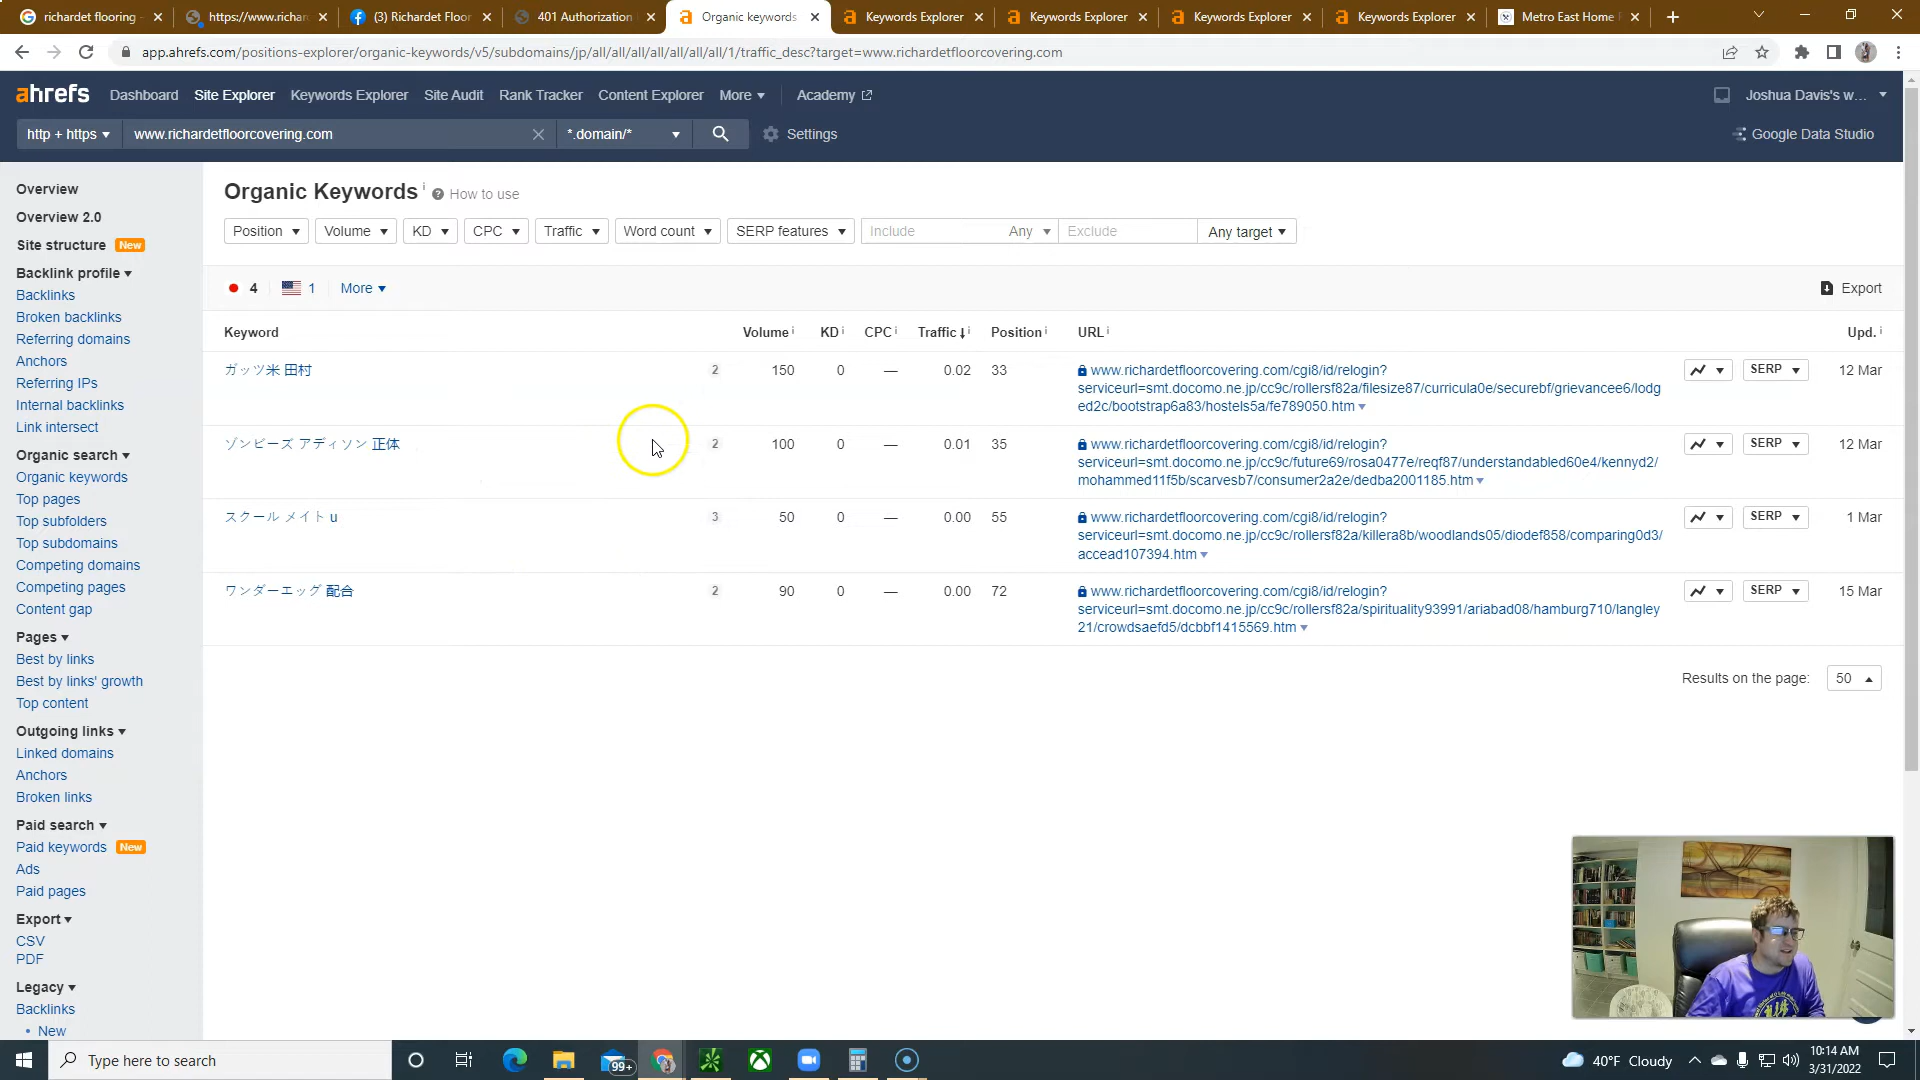 richardet flooring -
https://www.richar
(3) Richardet Floor
401 Authorization
Organic keywords
Keywords Explorer
Keywords Explorer
Keywords Explorer
Keywords Explorer
Metro East Home
app.ahrefs.com/positions-explorer/organic-keywords/v5/subdomains/jp/all/all/all/all/all/all/all/1/traffic_desc?target=www.richardetfloorcovering.com
ahrefs
Dashboard
Site Explorer
Keywords Explorer
Site Audit
Rank Tracker
Content Explorer
More
Academy
Joshua Davis's w...
http + https
www.richardetfloorcovering.com
*.domain/*
Settings
Google Data Studio
Overview
Overview 2.0
Site structure New
Backlink profile
Backlinks
Broken backlinks
Referring domains
Anchors
Referring IPs
Internal backlinks
Link intersect
Organic search
Organic keywords
Top pages
Top subfolders
Top subdomains
Competing domains
Competing pages
Content gap
Pages
Best by links
Best by links' growth
Top content
Outgoing links
Linked domains
Anchors
Broken links
Paid search
Paid keywords New
Ads
Paid pages
Export
CSV
PDF
Legacy
Backlinks
• New
Organic Keywords i ? How to use
Position
Volume
KD
CPC
Traffic
Word count
SERP features
Include
Any
Exclude
Any target
4
1
More
Export
Keyword Volume i KD i CPC i Traffic i Position i URL i Upd. i
ガッツ米 田村 2 150 0 — 0.02 33 www.richardetfloorcovering.com/cgi8/id/relogin? SERP 12 Mar
serviceurl=smt.docomo.ne.jp/cc9c/rollersf82a/filesize87/curricula0e/securebf/grievancee6/lodg
ed2c/bootstrap6a83/hostels5a/fe789050.htm
ゾンビーズ アディソン 正体 2 100 0 — 0.01 35 www.richardetfloorcovering.com/cgi8/id/relogin? SERP 12 Mar
serviceurl=smt.docomo.ne.jp/cc9c/future69/rosa0477e/reqf87/understandabled60e4/kennyd2/
mohammed11f5b/scarvesb7/consumer2a2e/dedba2001185.htm
スクール メイト u 3 50 0 — 0.00 55 www.richardetfloorcovering.com/cgi8/id/relogin? SERP 1 Mar
serviceurl=smt.docomo.ne.jp/cc9c/rollersf82a/killera8b/woodlands05/diodef858/comparing0d3/
accead107394.htm
ワンダーエッグ 配合 2 90 0 — 0.00 72 www.richardetfloorcovering.com/cgi8/id/relogin? SERP 15 Mar
serviceurl=smt.docomo.ne.jp/cc9c/rollersf82a/spirituality93991/ariabad08/hamburg710/langley
21/crowdsaefd5/dcbbf1415569.htm
Results on the page: 50
Type here to search
99+
40°F Cloudy
10:14 AM
3/31/2022